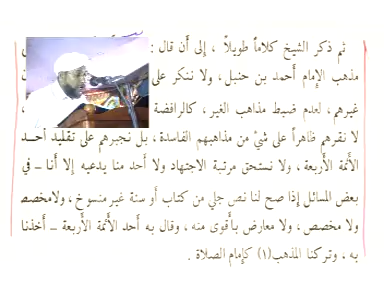 ثم ذكر الشيخ كلاماً طويلاً ، إلى أن قال :
مذهب الإمام أحمد بن حنبل، ولا ننكر على
غيرهم، لعدم ضبط مذاهب الغير، كالرافضة ،
لا نقرهم ظاهراً على شيْ من مذاهبهم الفاسدة، بل نجبرهم على تقليد أحد
الأئمة الأربعة، ولا نستحق مرتبة الاجتهاد ولا أحد منا يدعيه إلا أنا - في
بعض المسائل إذا صح لنا نص جلي من كتاب أو سنة غير منسوخ، ولا مخصص
ولا مخصص، ولا معارض بأقوى منه، وقال به أحد الأئمة الأربعة - أخذنا
به ، وتركنا المذهب(١) كإمام الصلاة .